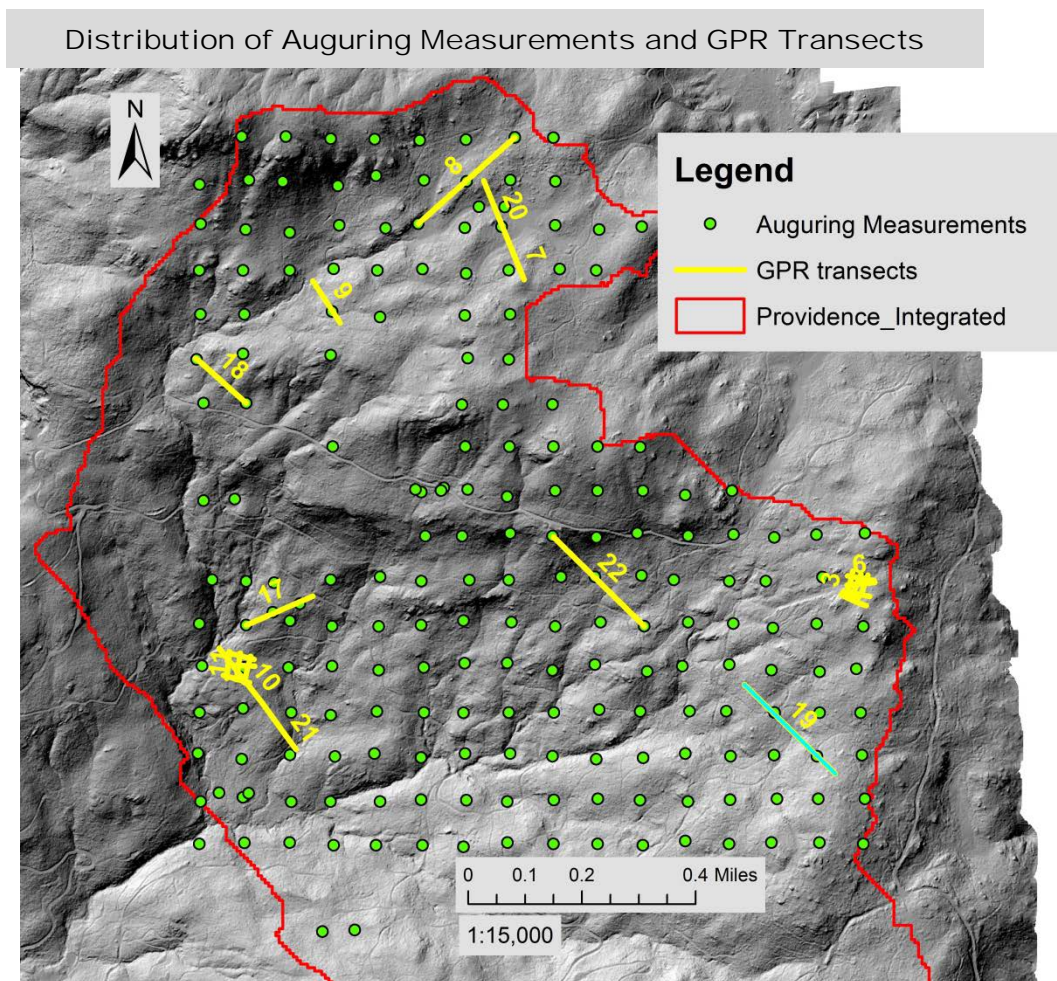 Distribution of Auguring Measurements and GPR Transects
N
Legend
Auguring Measurements
GPR transects
Providence_Integrated
8
20
7
9
18
22
6
3
17
10
21
19
0 0.1 0.2 0.4 Miles
1:15,000